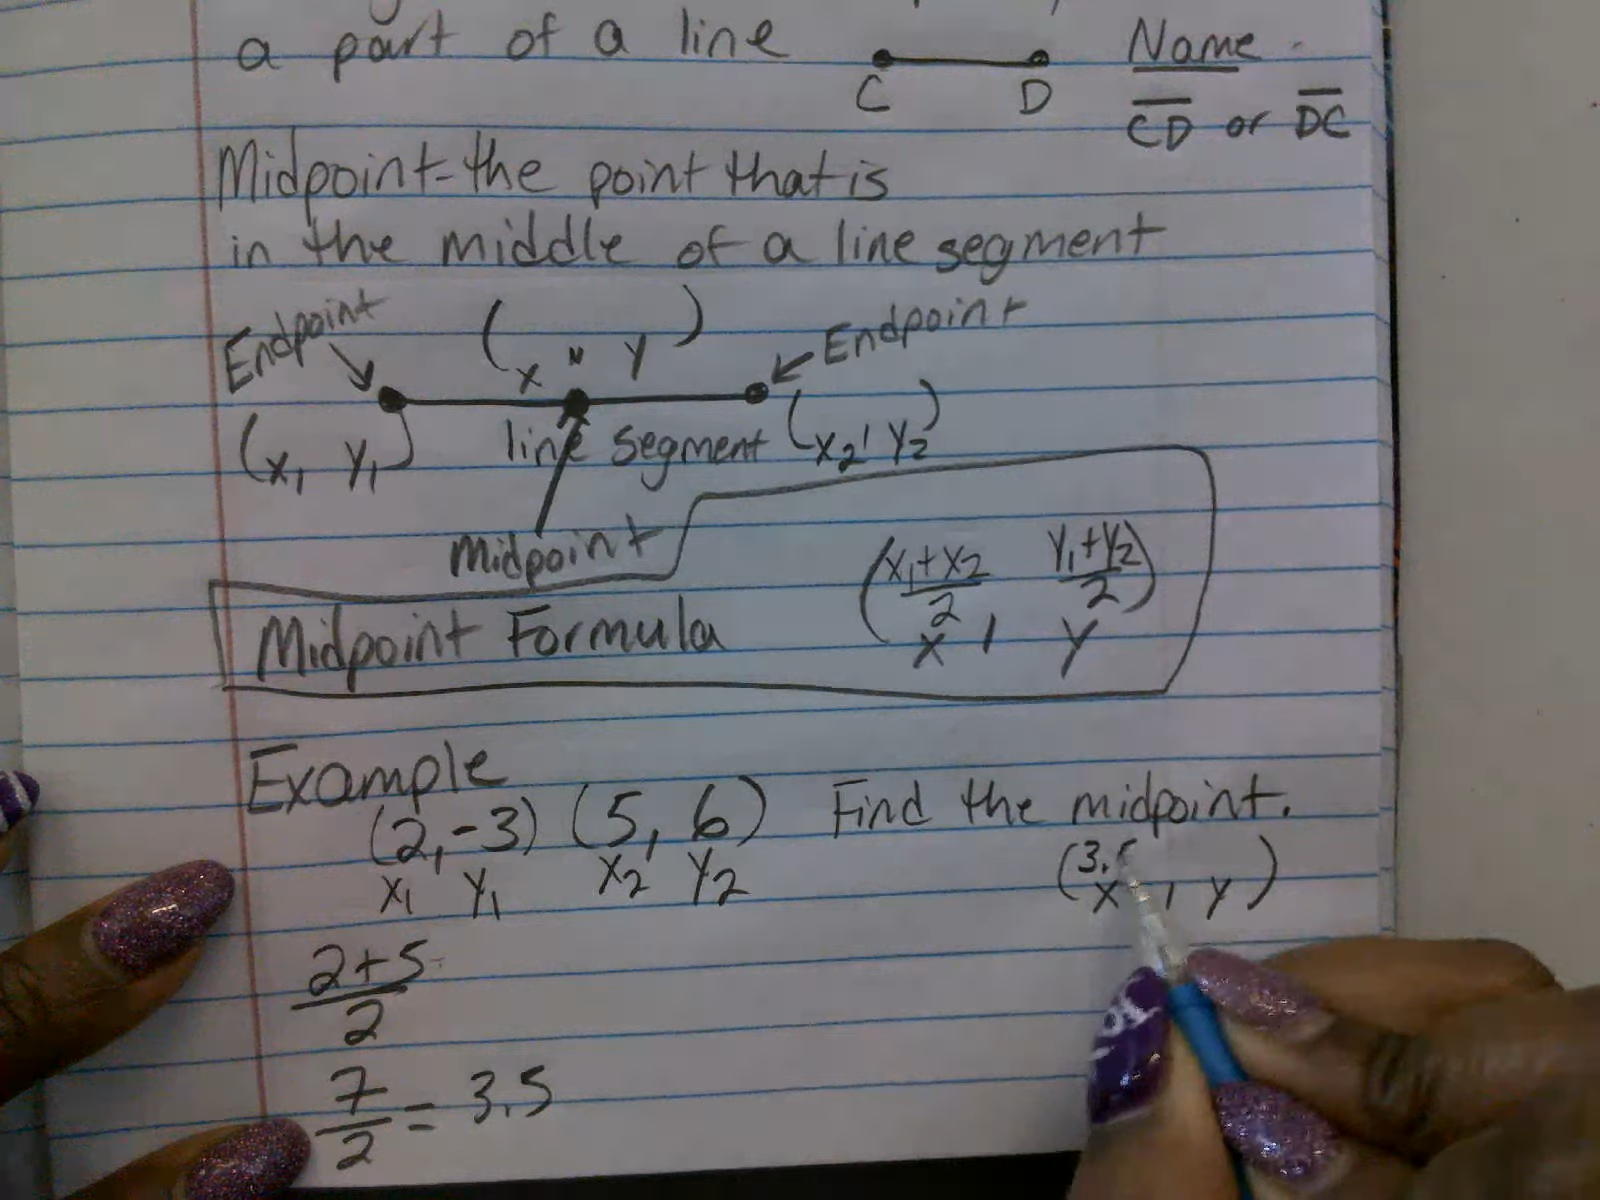 a part of a line
C D
Name
CD or DC
Midpoint-the point that is
in the middle of a line segment
Endpoint
( x , y )
Endpoint
(x1 y1)
line segment
(x2, y2)
Midpoint
Midpoint Formula
(x1+x2/2, y1+y2/2)
x , y
Example
(2, -3) (5, 6) Find the midpoint.
x1 y1 x2 y2
(3.5
x , y )
2+5
2
7/2 = 3.5